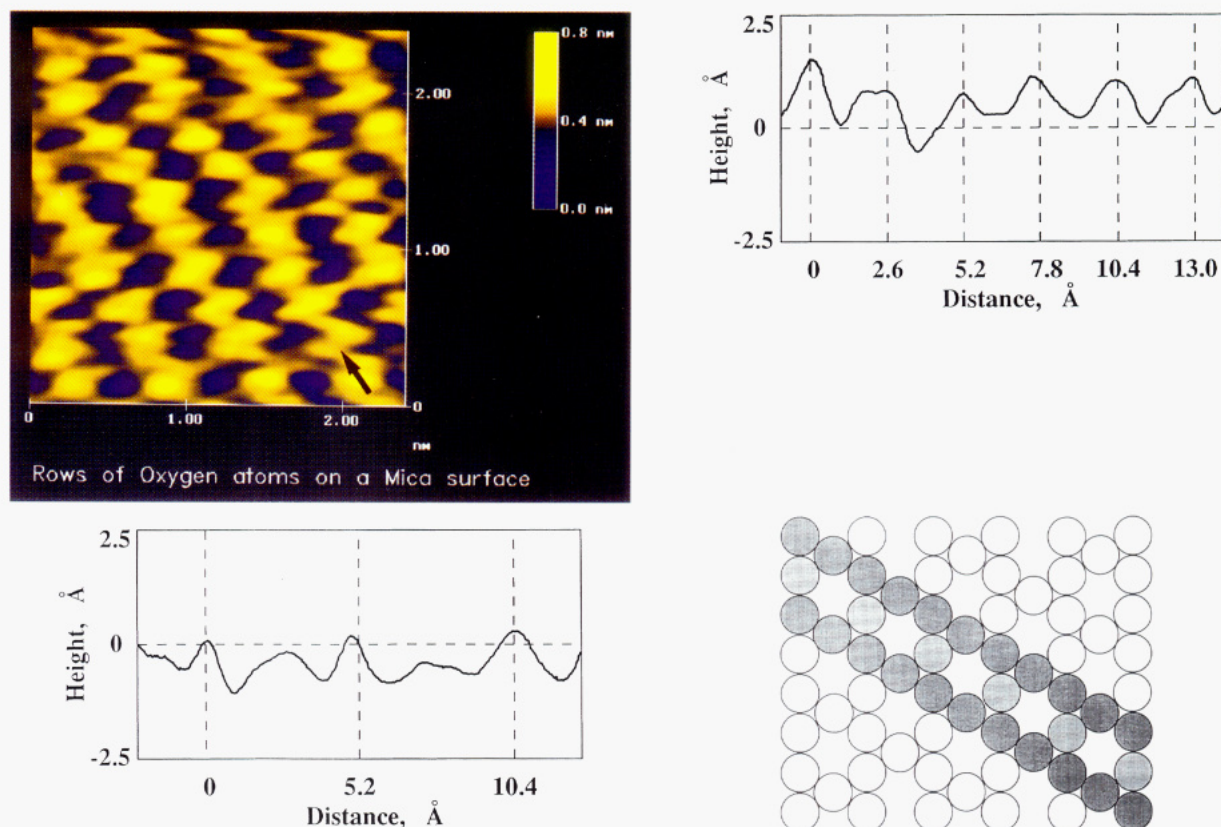 0.8 nm
0.4 nm
0.0 nm
2.00
1.00
0
0 1.00 2.00
nm
Rows of Oxygen atoms on a Mica surface
2.5
0
-2.5
Height, Å
0 2.6 5.2 7.8 10.4 13.0
Distance, Å
2.5
0
-2.5
Height, Å
0 5.2 10.4
Distance, Å